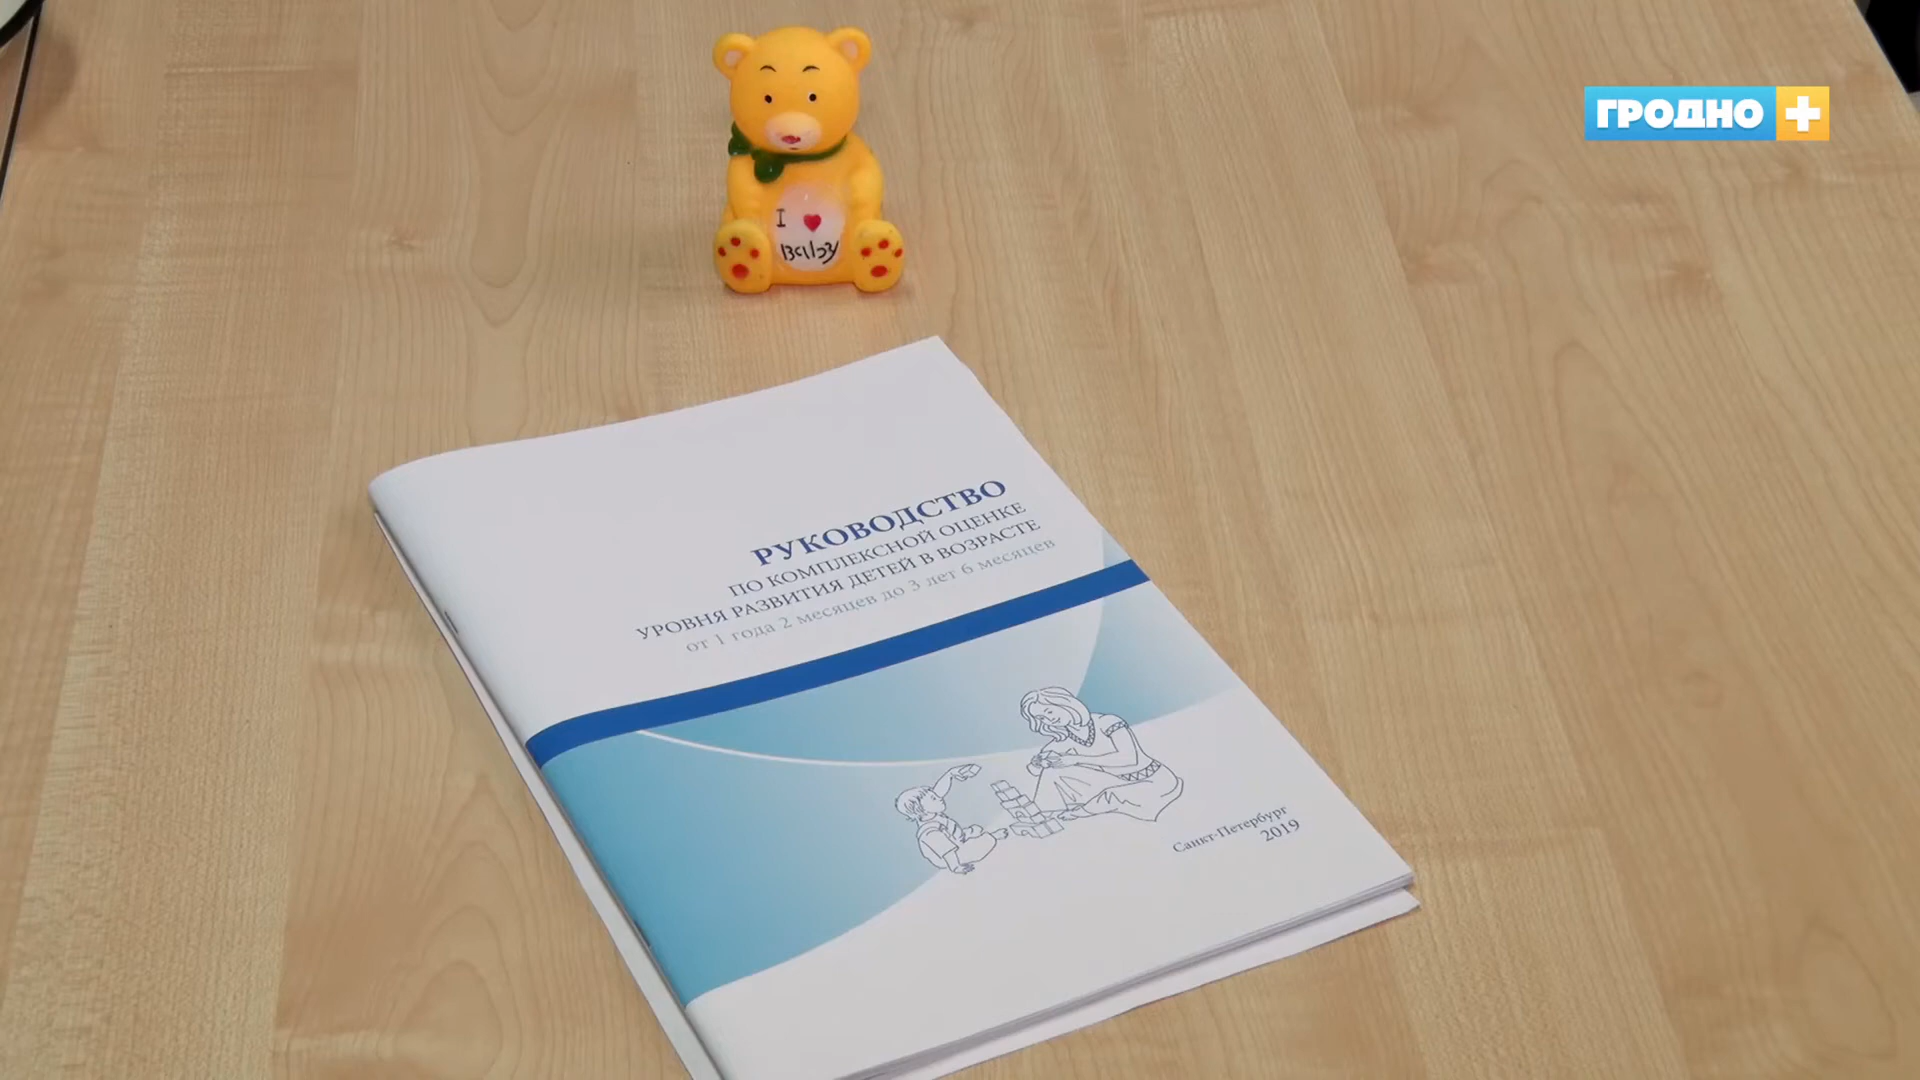 ГРОДНО +
I ♥
Baby
РУКОВОДСТВО
ПО КОМПЛЕКСНОЙ ОЦЕНКЕ
УРОВНЯ РАЗВИТИЯ ДЕТЕЙ В ВОЗРАСТЕ
от 1 года 2 месяцев до 3 лет 6 месяцев
Санкт-Петербург
2019